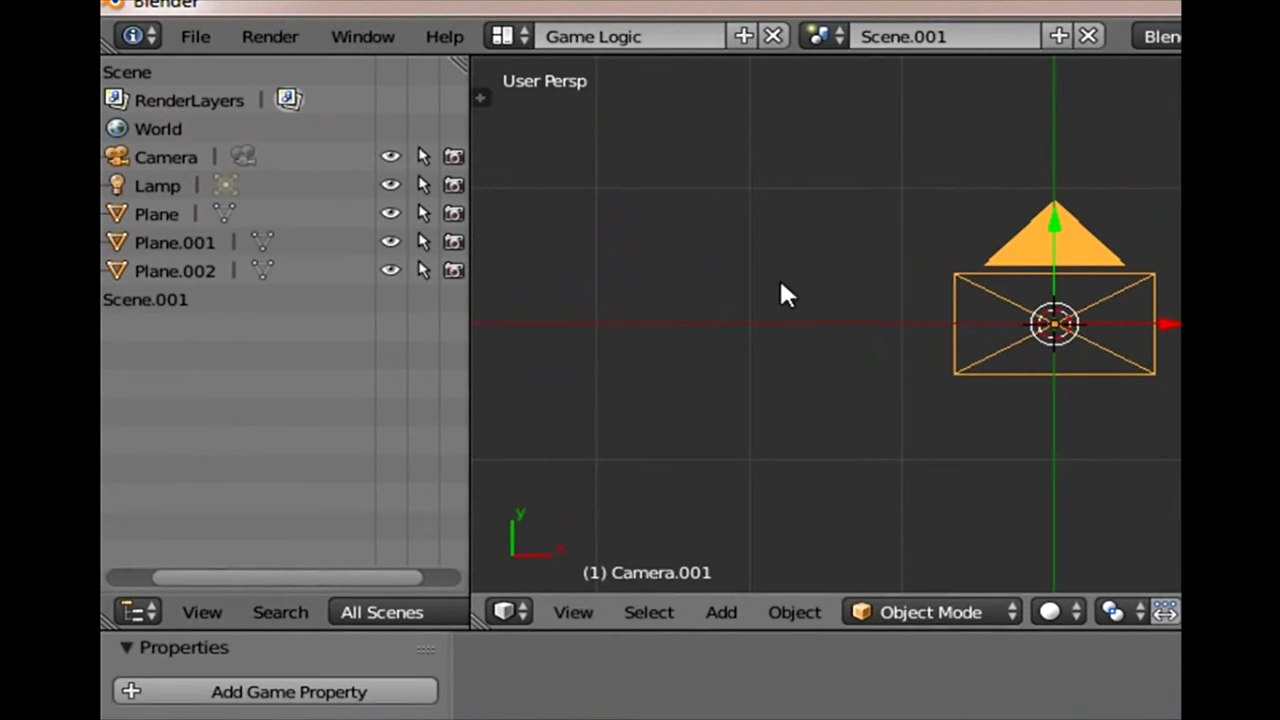 Blender
File Render Window Help Game Logic Scene.001 Blen
Scene
User Persp
RenderLayers
World
Camera
Lamp
Plane
Plane.001
Plane.002
Scene.001
y
x
(1) Camera.001
View Search All Scenes
View Select Add Object Object Mode
Properties
Add Game Property